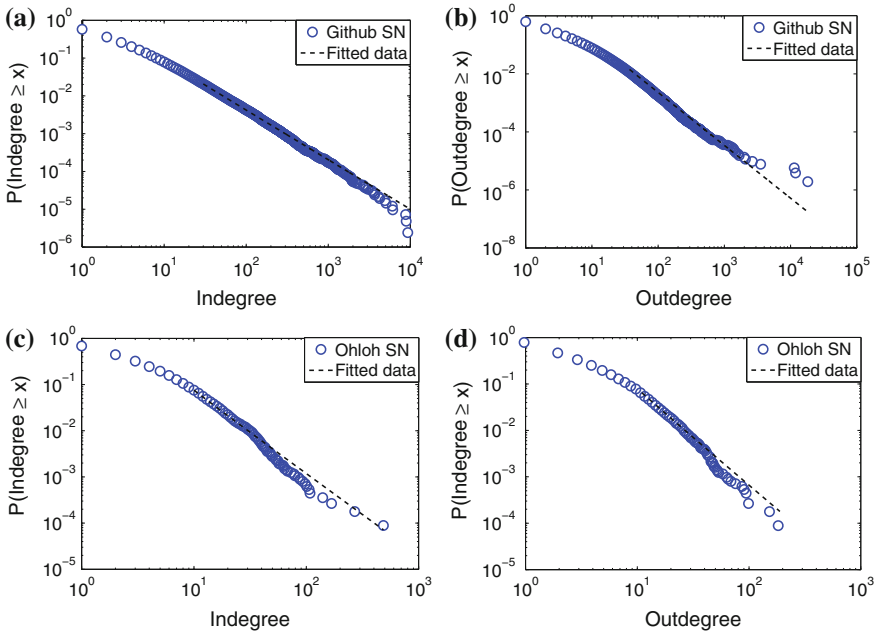 (a)
Github SN
Fitted data
P(Indegree ≥ x)
10^0
10^-1
10^-2
10^-3
10^-4
10^-5
10^-6
10^0 10^1 10^2 10^3 10^4
Indegree
(b)
Github SN
Fitted data
P(Outdegree ≥ x)
10^0
10^-2
10^-4
10^-6
10^-8
10^0 10^1 10^2 10^3 10^4 10^5
Outdegree
(c)
Ohloh SN
Fitted data
P(Indegree ≥ x)
10^0
10^-1
10^-2
10^-3
10^-4
10^-5
10^0 10^1 10^2 10^3
Indegree
(d)
Ohloh SN
Fitted data
P(Indegree ≥ x)
10^0
10^-1
10^-2
10^-3
10^-4
10^-5
10^0 10^1 10^2 10^3
Outdegree